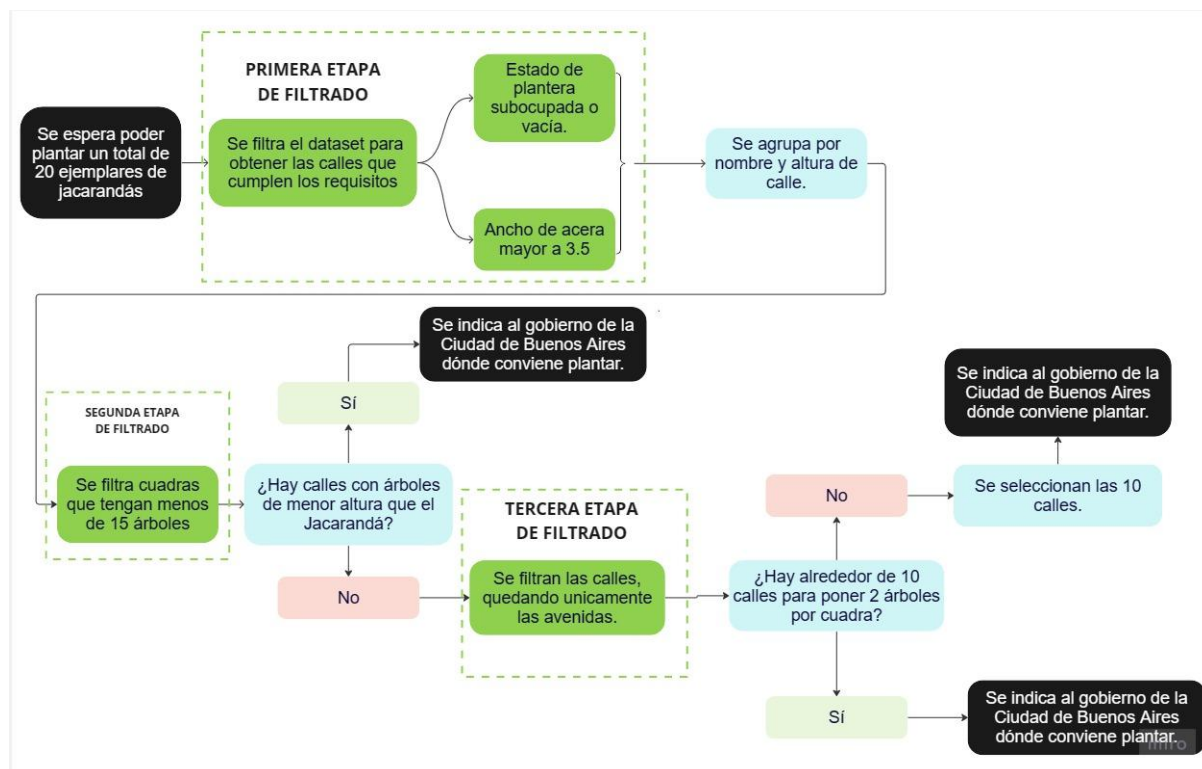 PRIMERA ETAPA
DE FILTRADO
Se espera poder
plantar un total de
20 ejemplares de
jacarandás
Se filtra el dataset para
obtener las calles que
cumplen los requisitos
Estado de
plantera
subocupada o
vacía.
Ancho de acera
mayor a 3.5
Se agrupa por
nombre y altura de
calle.
SEGUNDA ETAPA
DE FILTRADO
Se filtra cuadras
que tengan menos
de 15 árboles
¿Hay calles con árboles
de menor altura que el
Jacarandá?
Sí
Se indica al gobierno de la
Ciudad de Buenos Aires
dónde conviene plantar.
No
TERCERA ETAPA
DE FILTRADO
Se filtran las calles,
quedando unicamente
las avenidas.
¿Hay alrededor de 10
calles para poner 2 árboles
por cuadra?
No
Se seleccionan las 10
calles.
Se indica al gobierno de la
Ciudad de Buenos Aires
dónde conviene plantar.
Sí
Se indica al gobierno de la
Ciudad de Buenos Aires
dónde conviene plantar.
miro